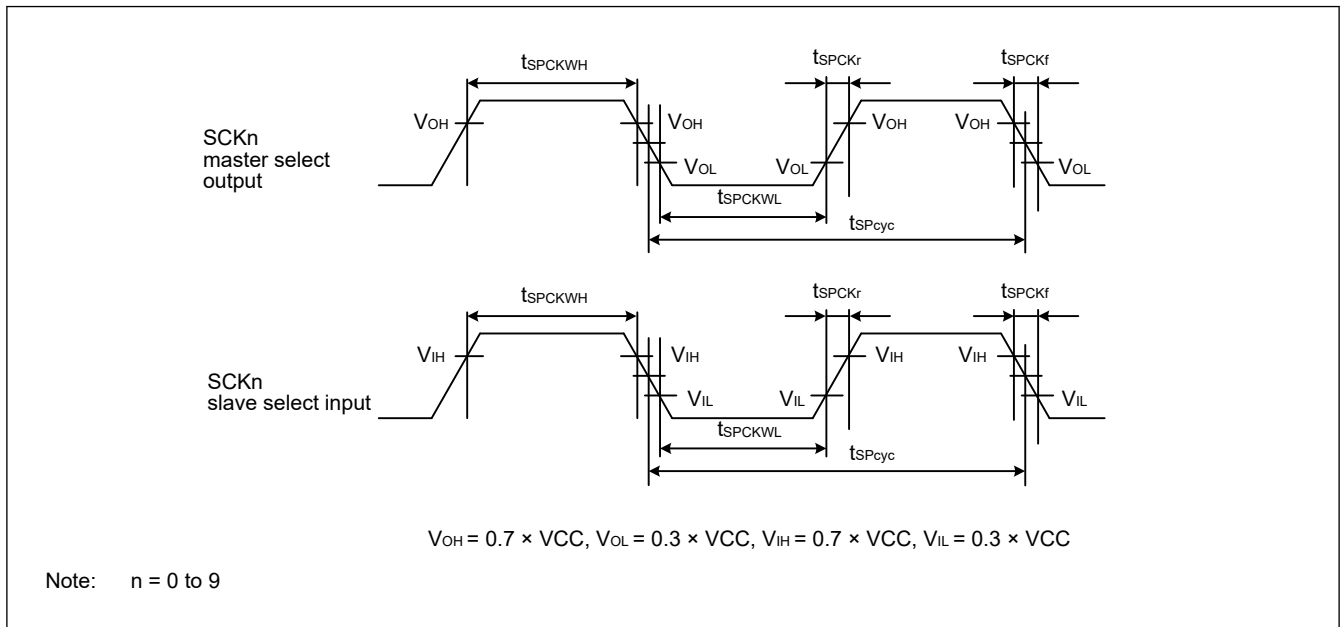 tSPCKWH
tSPCKr
tSPCKf
VOH
VOH
VOH
VOH
SCKn
master select
output
VOL
VOL
VOL
tSPCKWL
tSPcyc
tSPCKWH
tSPCKr
tSPCKf
VIH
VIH
VIH
VIH
SCKn
slave select input
VIL
VIL
VIL
tSPCKWL
tSPcyc
VOH = 0.7 × VCC, VOL = 0.3 × VCC, VIH = 0.7 × VCC, VIL = 0.3 × VCC
Note: n = 0 to 9